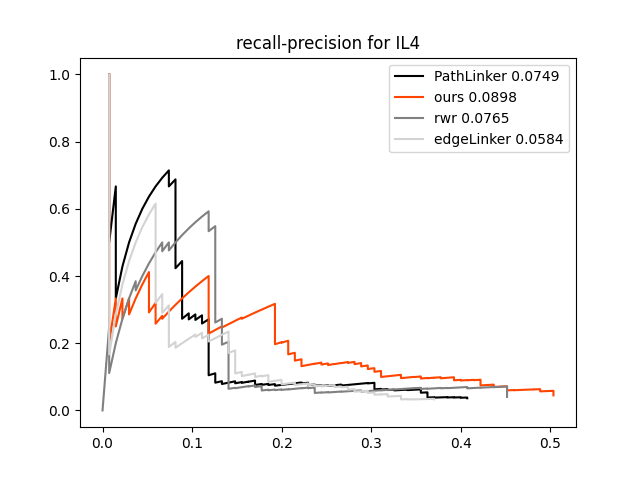 recall-precision for IL4
PathLinker 0.0749
ours 0.0898
rwr 0.0765
edgeLinker 0.0584
1.0
0.8
0.6
0.4
0.2
0.0
0.0 0.1 0.2 0.3 0.4 0.5